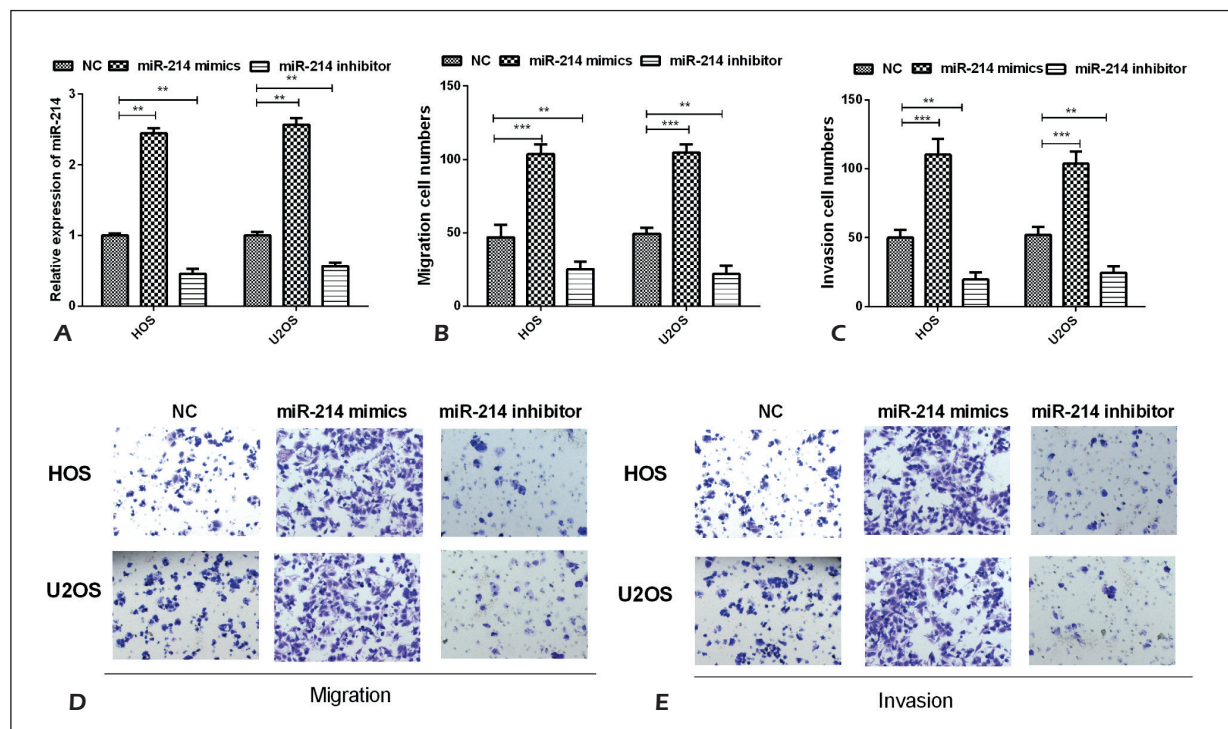 NC miR-214 mimics miR-214 inhibitor
Relative expression of miR-214
3
2
1
0
** ** ** **
HOS
U2OS
A
NC miR-214 mimics miR-214 inhibitor
Migration cell numbers
150
100
50
0
** *** ** ***
HOS
U2OS
B
NC miR-214 mimics miR-214 inhibitor
Invasion cell numbers
150
100
50
0
** *** ** ***
HOS
U2OS
C
NC miR-214 mimics miR-214 inhibitor
HOS
U2OS
Migration
D
NC miR-214 mimics miR-214 inhibitor
HOS
U2OS
Invasion
E